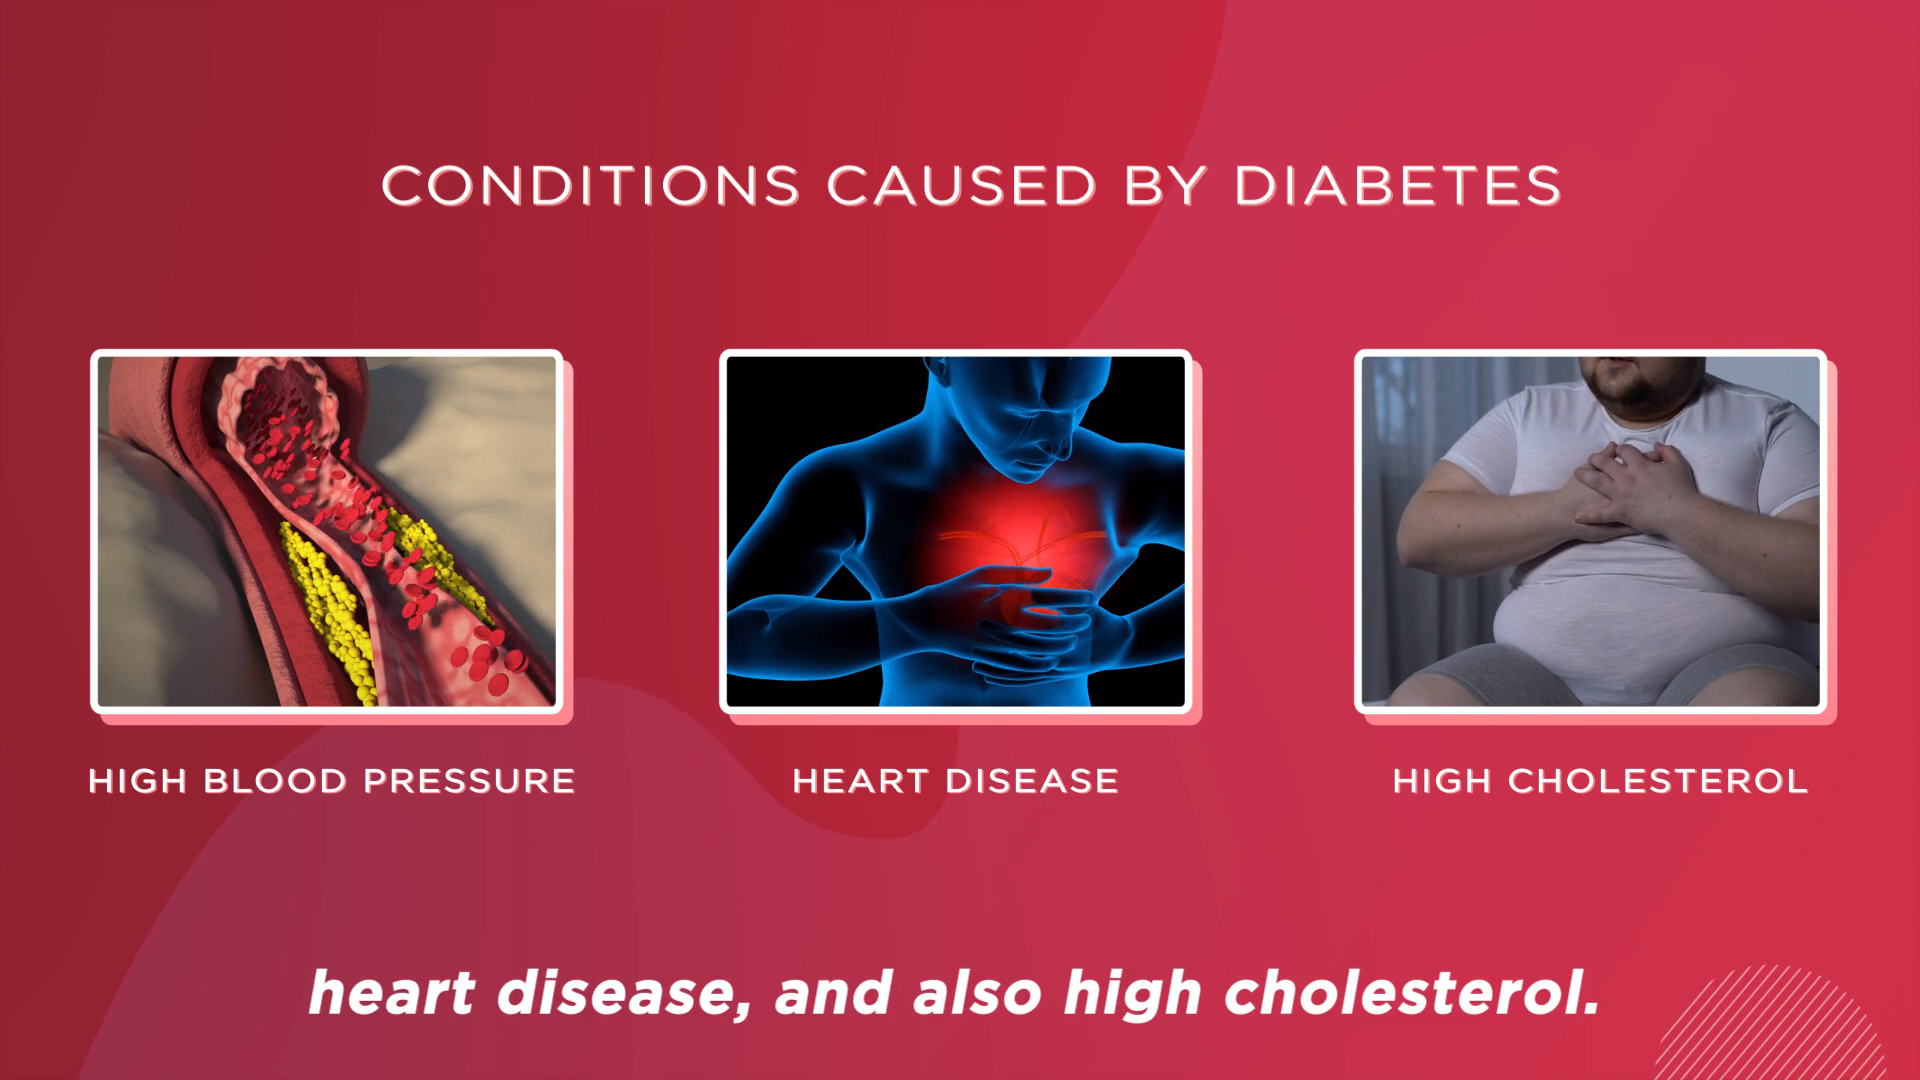 CONDITIONS CAUSED BY DIABETES
HIGH BLOOD PRESSURE
HEART DISEASE
HIGH CHOLESTEROL
heart disease, and also high cholesterol.